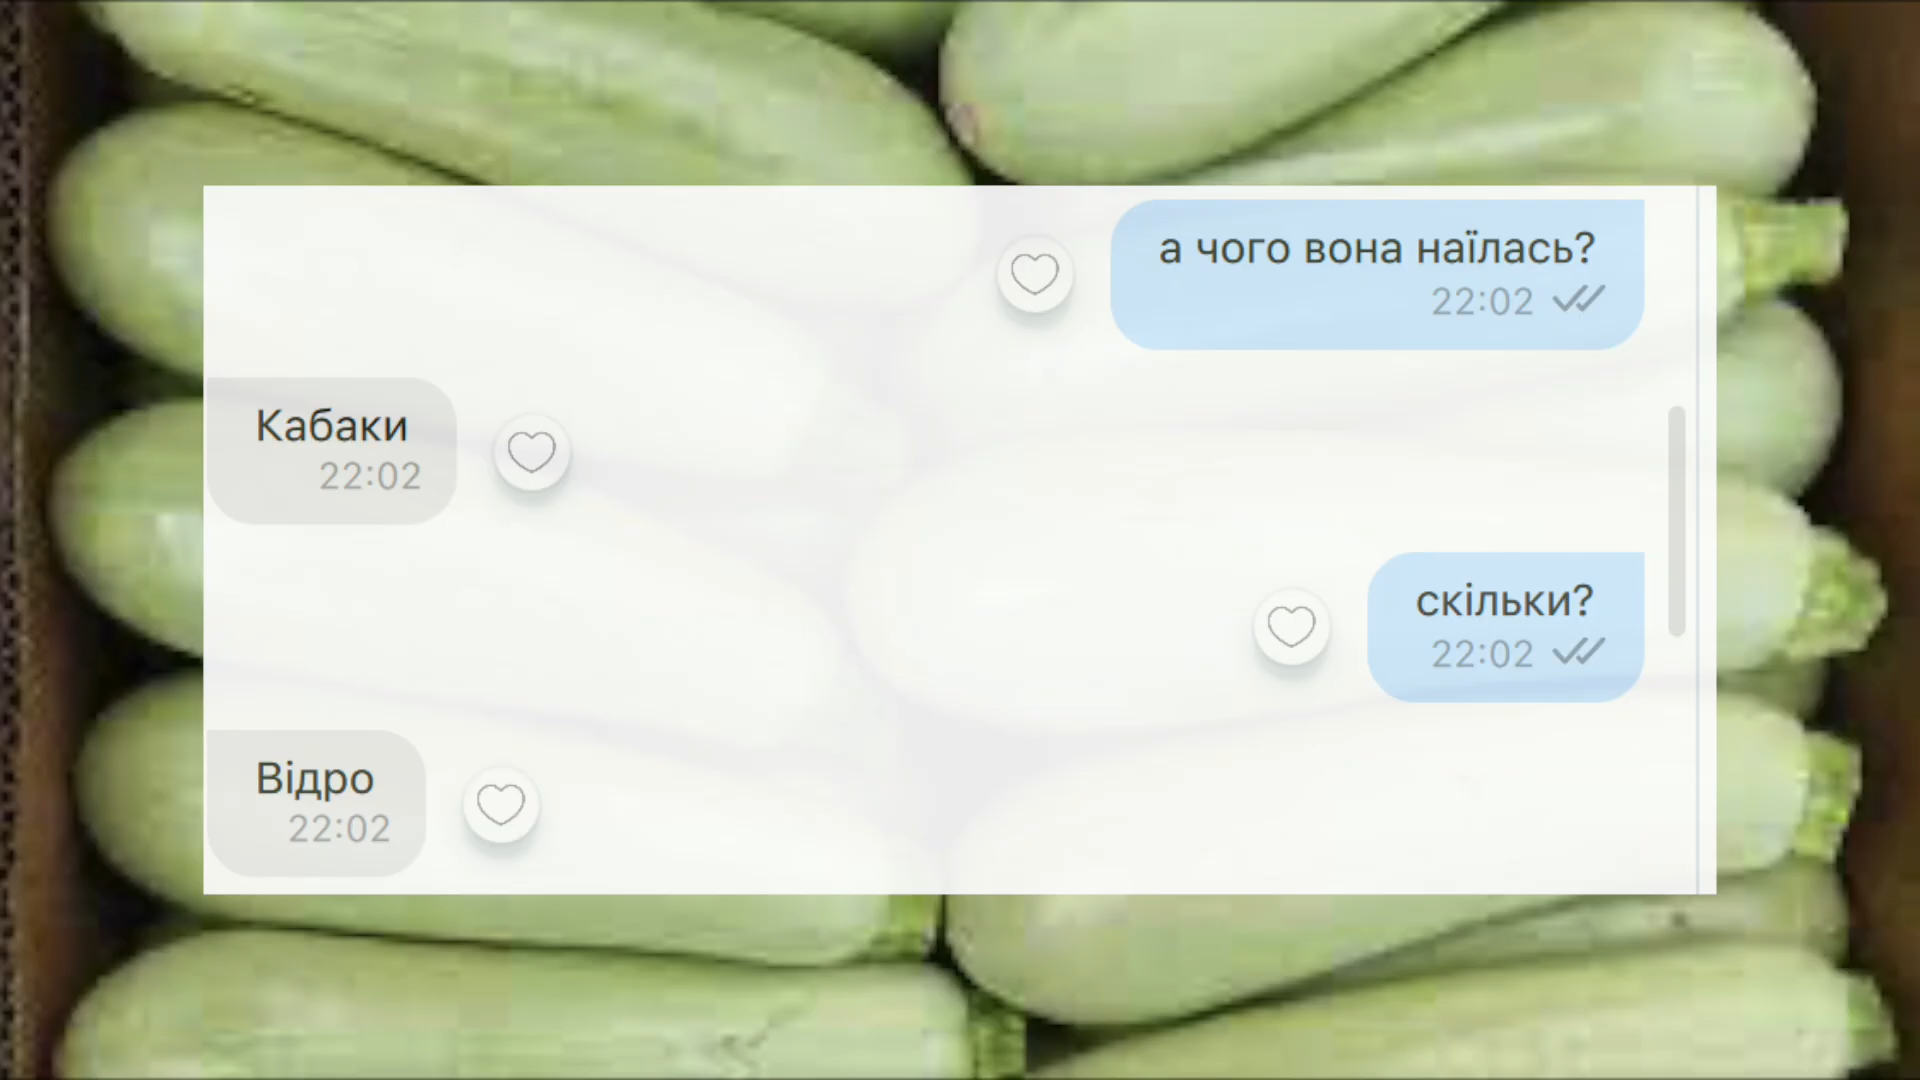 а чого вона наїлась?
22:02
Кабаки
22:02
скільки?
22:02
Відро
22:02